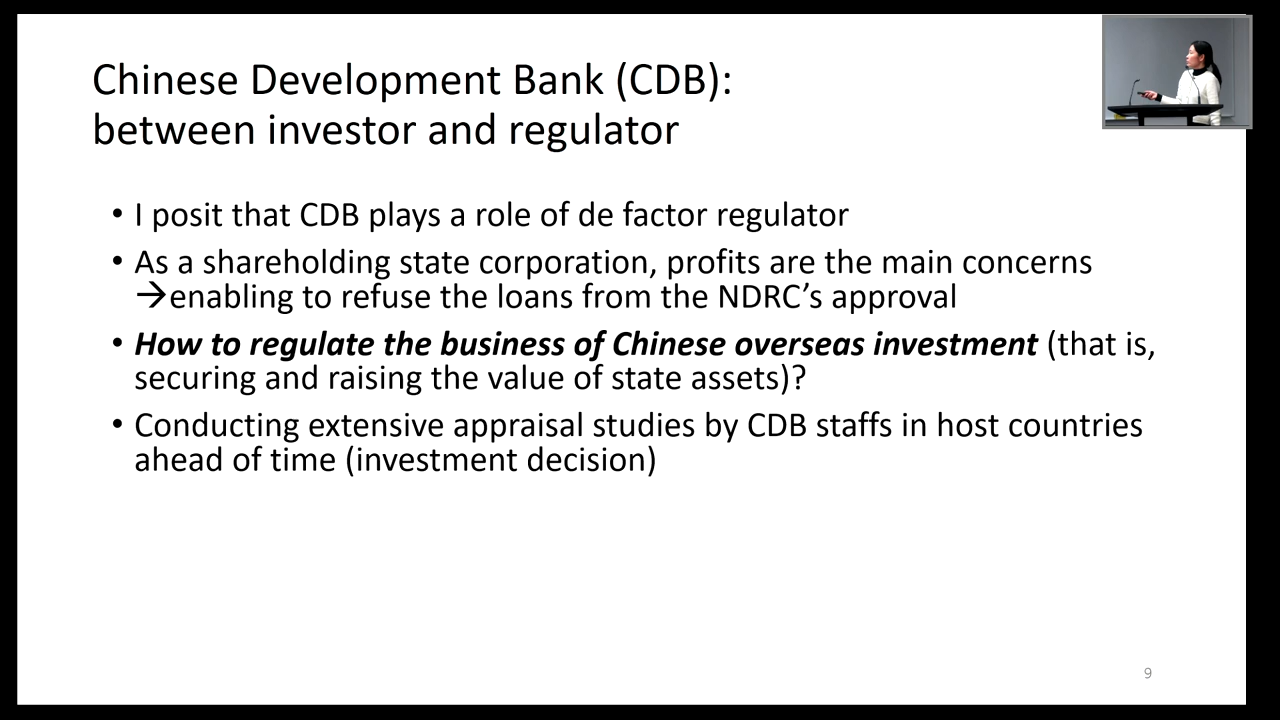 Chinese Development Bank (CDB):
between investor and regulator
• I posit that CDB plays a role of de factor regulator
• As a shareholding state corporation, profits are the main concerns
→enabling to refuse the loans from the NDRC’s approval
• How to regulate the business of Chinese overseas investment (that is,
securing and raising the value of state assets)?
• Conducting extensive appraisal studies by CDB staffs in host countries
ahead of time (investment decision)
9